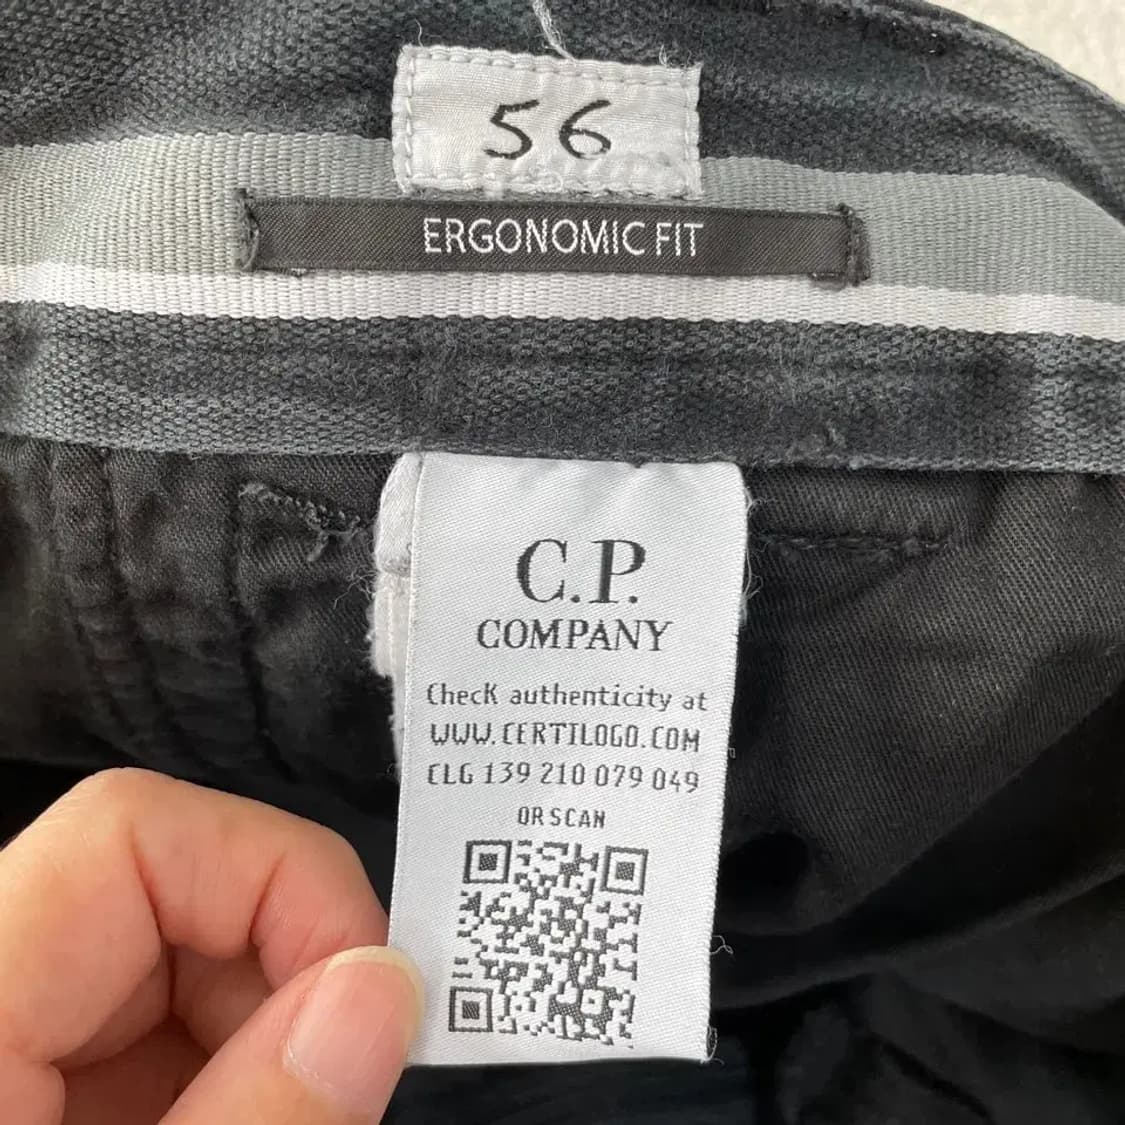 56
ERGONOMIC FIT
C.P.
COMPANY
Check authenticity at
WWW.CERTILOGO.COM
CLG 139 210 079 049
OR SCAN